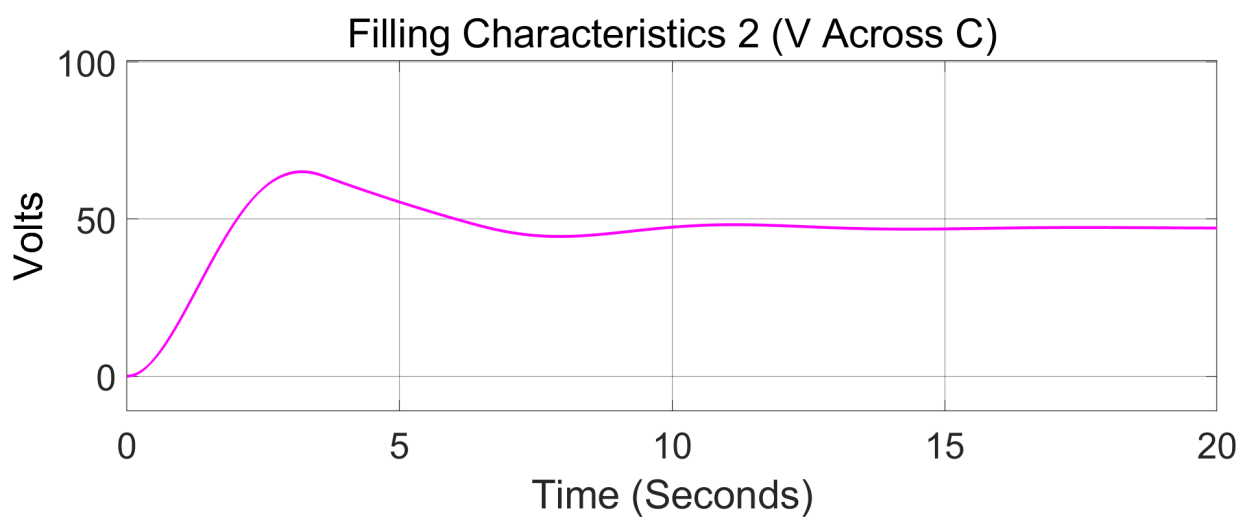 Filling Characteristics 2 (V Across C)
100
50
0
Volts
0 5 10 15 20
Time (Seconds)